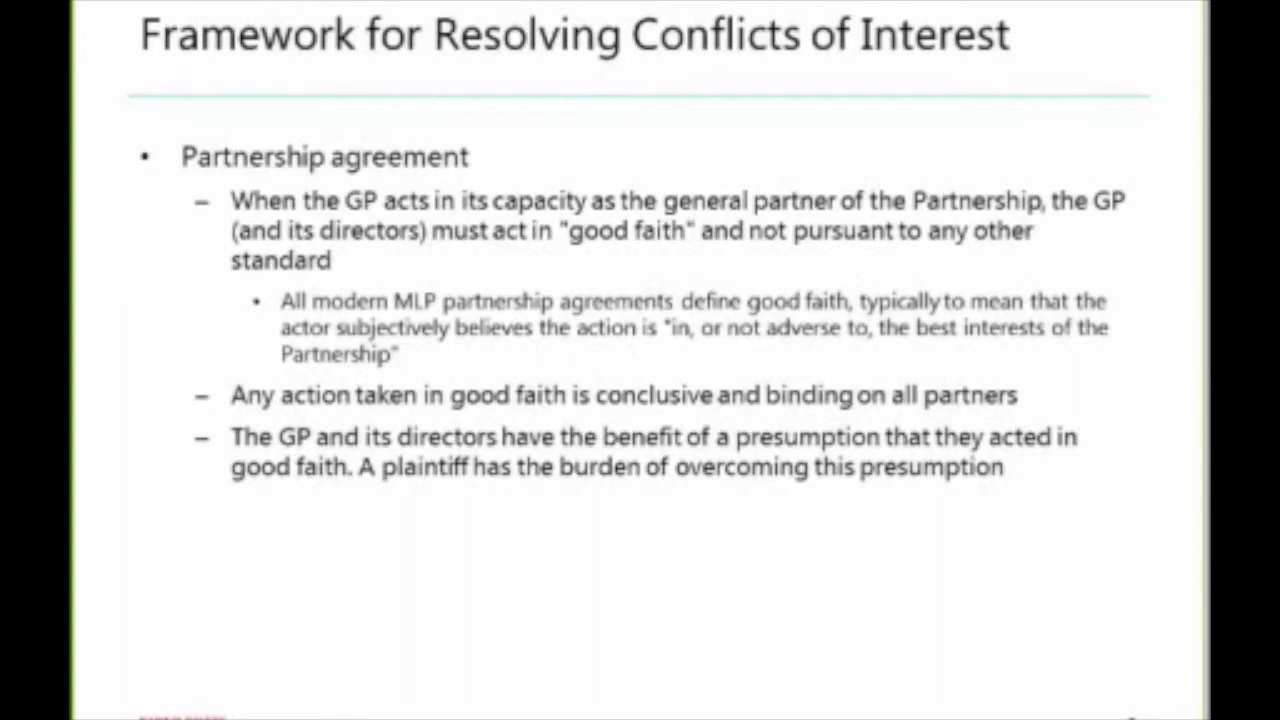 Framework for Resolving Conflicts of Interest
• Partnership agreement
– When the GP acts in its capacity as the general partner of the Partnership, the GP
(and its directors) must act in "good faith" and not pursuant to any other
standard
• All modern MLP partnership agreements define good faith, typically to mean that the
actor subjectively believes the action is "in, or not adverse to, the best interests of the
Partnership"
– Any action taken in good faith is conclusive and binding on all partners
– The GP and its directors have the benefit of a presumption that they acted in
good faith. A plaintiff has the burden of overcoming this presumption